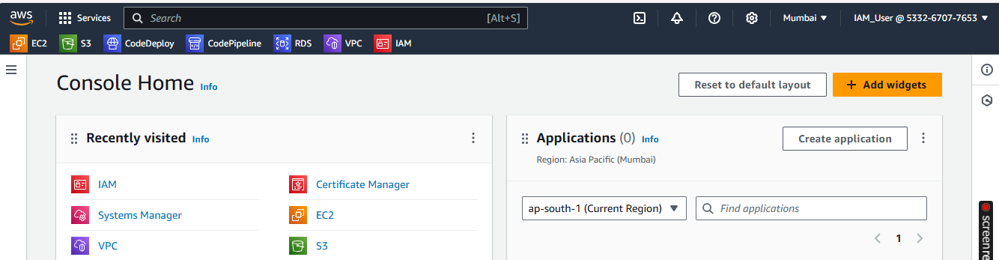 aws Services Search [Alt+S] Mumbai IAM_User @ 5332-6707-7653
EC2 S3 CodeDeploy CodePipeline RDS VPC IAM
Console Home Info Reset to default layout + Add widgets
Recently visited Info
IAM Certificate Manager
Systems Manager EC2
VPC S3
Applications (0) Info Create application
Region: Asia Pacific (Mumbai)
ap-south-1 (Current Region) Find applications
1
screen re